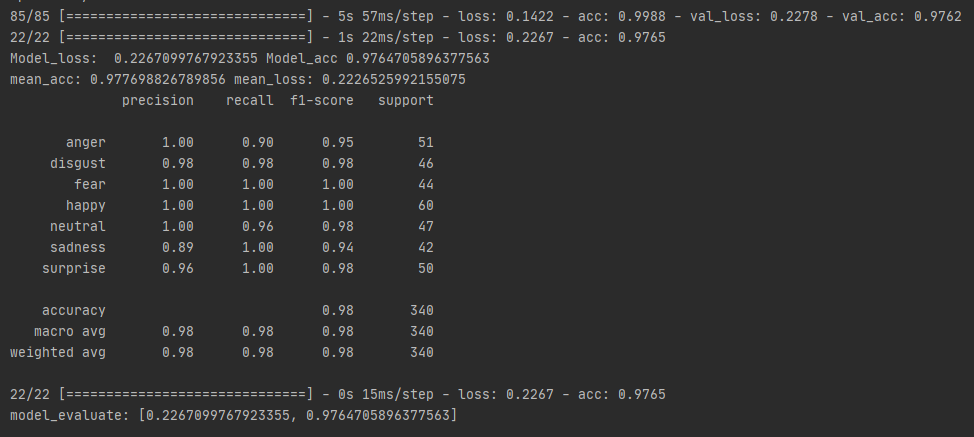 85/85 [==============================] - 5s 57ms/step - loss: 0.1422 - acc: 0.9988 - val_loss: 0.2278 - val_acc: 0.9762
22/22 [==============================] - 1s 22ms/step - loss: 0.2267 - acc: 0.9765
Model_loss:  0.2267099767923355 Model_acc 0.9764705896377563
mean_acc: 0.977698826789856 mean_loss: 0.2226525992155075
              precision    recall  f1-score   support
       anger       1.00      0.90      0.95        51
     disgust       0.98      0.98      0.98        46
        fear       1.00      1.00      1.00        44
       happy       1.00      1.00      1.00        60
     neutral       1.00      0.96      0.98        47
     sadness       0.89      1.00      0.94        42
    surprise       0.96      1.00      0.98        50
    accuracy                           0.98       340
   macro avg       0.98      0.98      0.98       340
weighted avg       0.98      0.98      0.98       340
22/22 [==============================] - 0s 15ms/step - loss: 0.2267 - acc: 0.9765
model_evaluate: [0.2267099767923355, 0.9764705896377563]